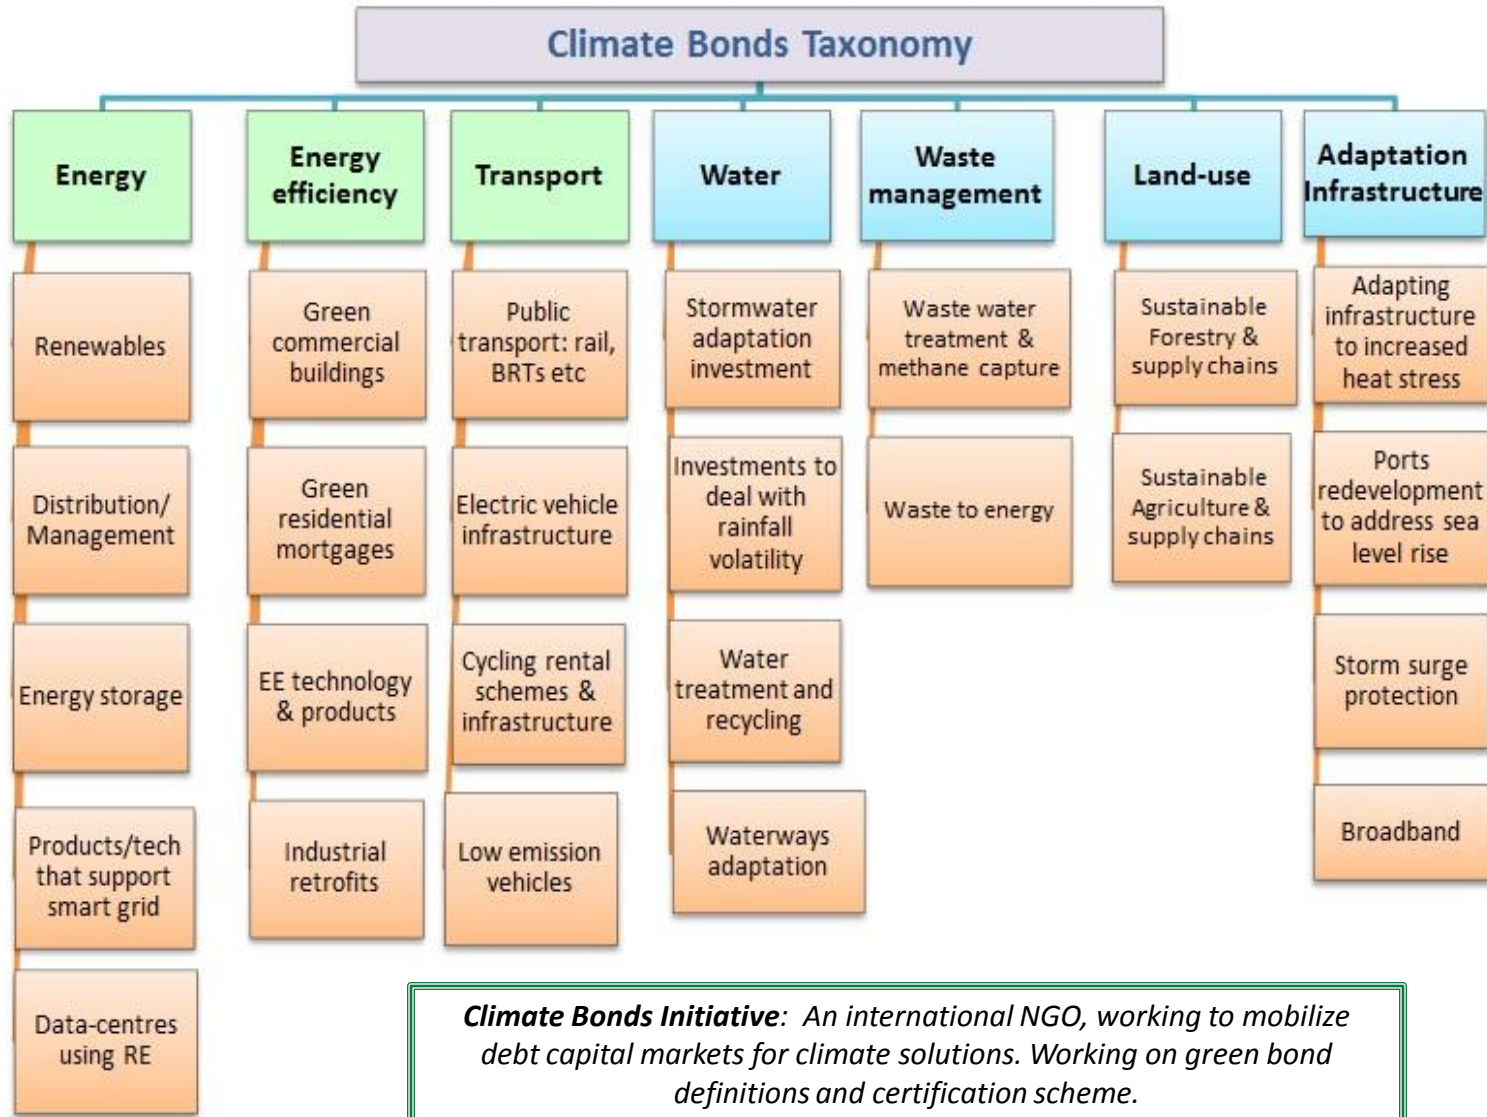 Climate Bonds Taxonomy
Energy
Energy
efficiency
Transport
Water
Waste
management
Land-use
Adaptation
Infrastructure
Renewables
Distribution/
Management
Energy storage
Products/tech
that support
smart grid
Data-centres
using RE
Green
commercial
buildings
Green
residential
mortgages
EE technology
& products
Industrial
retrofits
Public
transport: rail,
BRTs etc
Electric vehicle
infrastructure
Cycling rental
schemes &
infrastructure
Low emission
vehicles
Stormwater
adaptation
investment
Investments to
deal with
rainfall
volatility
Water
treatment and
recycling
Waterways
adaptation
Waste water
treatment &
methane capture
Waste to energy
Sustainable
Forestry &
supply chains
Sustainable
Agriculture &
supply chains
Adapting
infrastructure
to increased
heat stress
Ports
redevelopment
to address sea
level rise
Storm surge
protection
Broadband
Climate Bonds Initiative: An international NGO, working to mobilize
debt capital markets for climate solutions. Working on green bond
definitions and certification scheme.